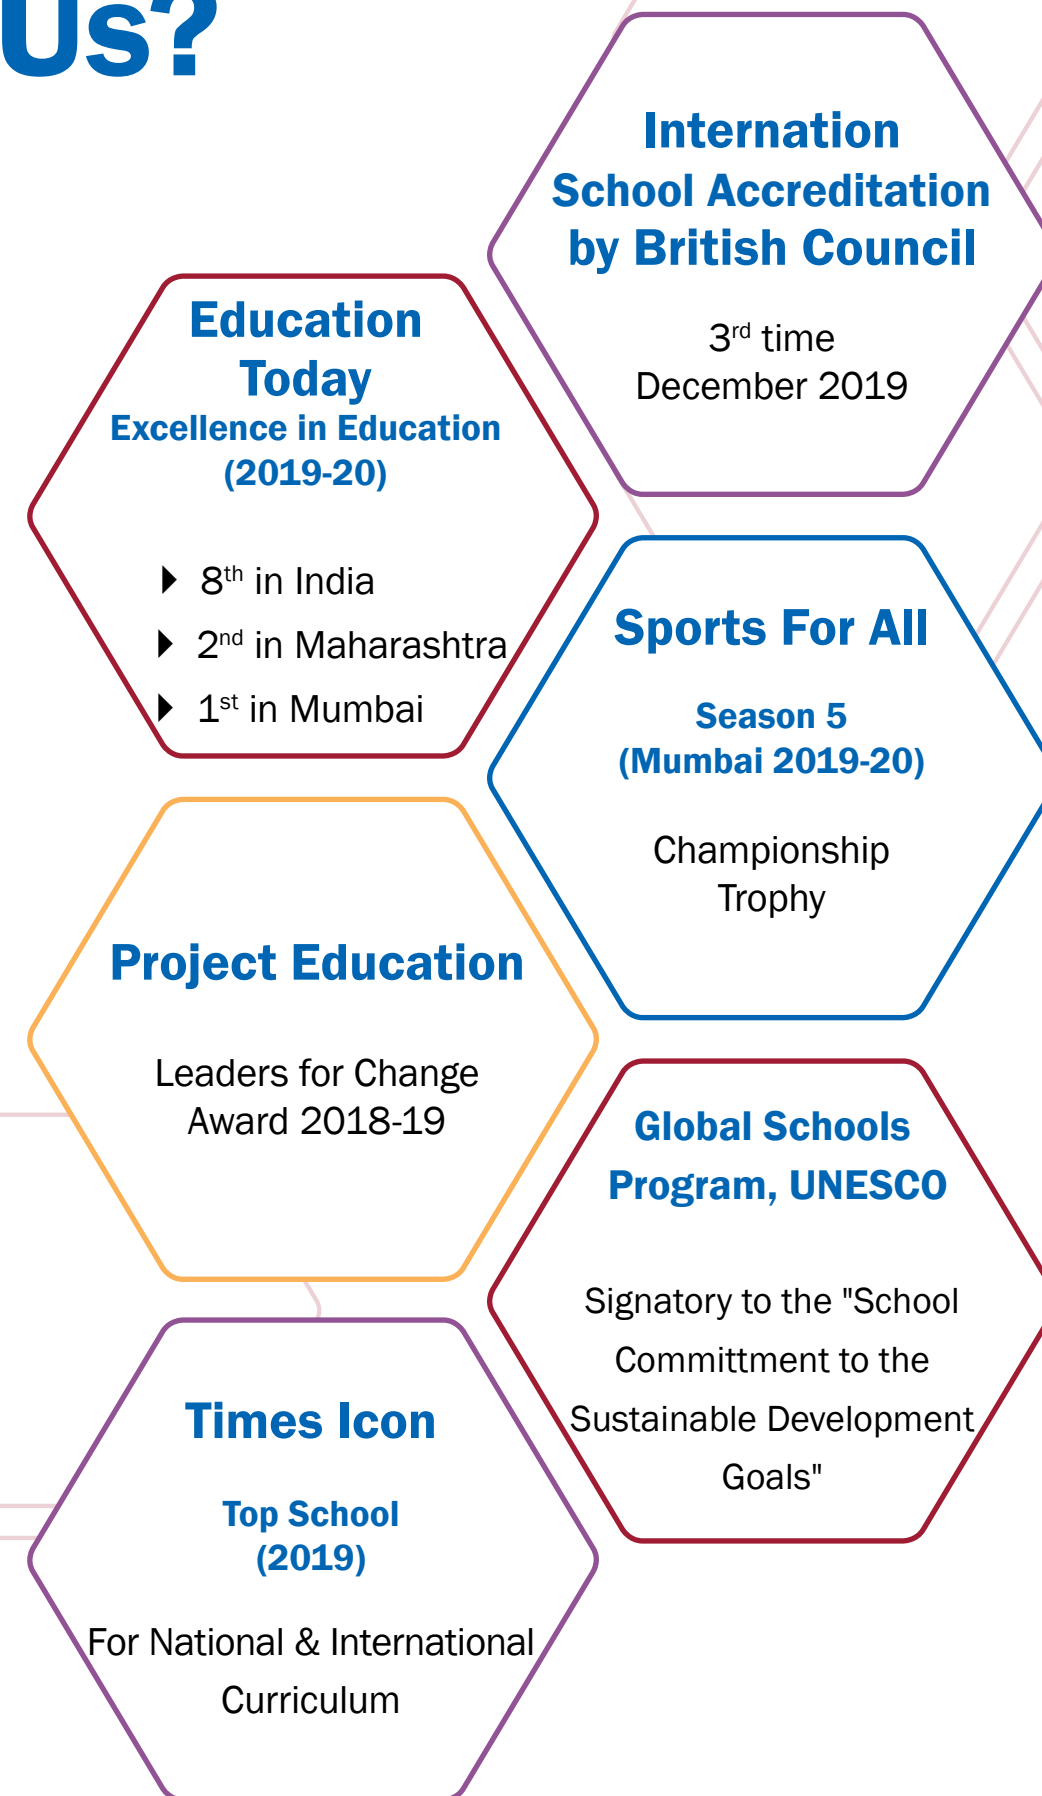 Us?
Internation
School Accreditation
by British Council
3rd time
December 2019
Education
Today
Excellence in Education
(2019-20)
8th in India
2nd in Maharashtra
1st in Mumbai
Sports For All
Season 5
(Mumbai 2019-20)
Championship
Trophy
Project Education
Leaders for Change
Award 2018-19
Global Schools
Program, UNESCO
Signatory to the "School
Committment to the
Sustainable Development
Goals"
Times Icon
Top School
(2019)
For National & International
Curriculum